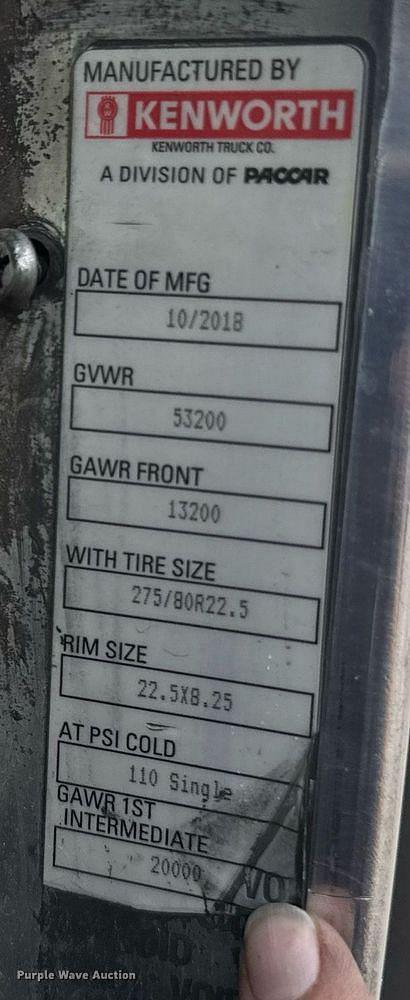 MANUFACTURED BY
KW KENWORTH
KENWORTH TRUCK CO.
A DIVISION OF PACCAR
DATE OF MFG
10/2018
GVWR
53200
GAWR FRONT
13200
WITH TIRE SIZE
275/80R22.5
RIM SIZE
22.5X8.25
AT PSI COLD
110 Single
GAWR 1ST
INTERMEDIATE
20000
VO
Purple Wave Auction